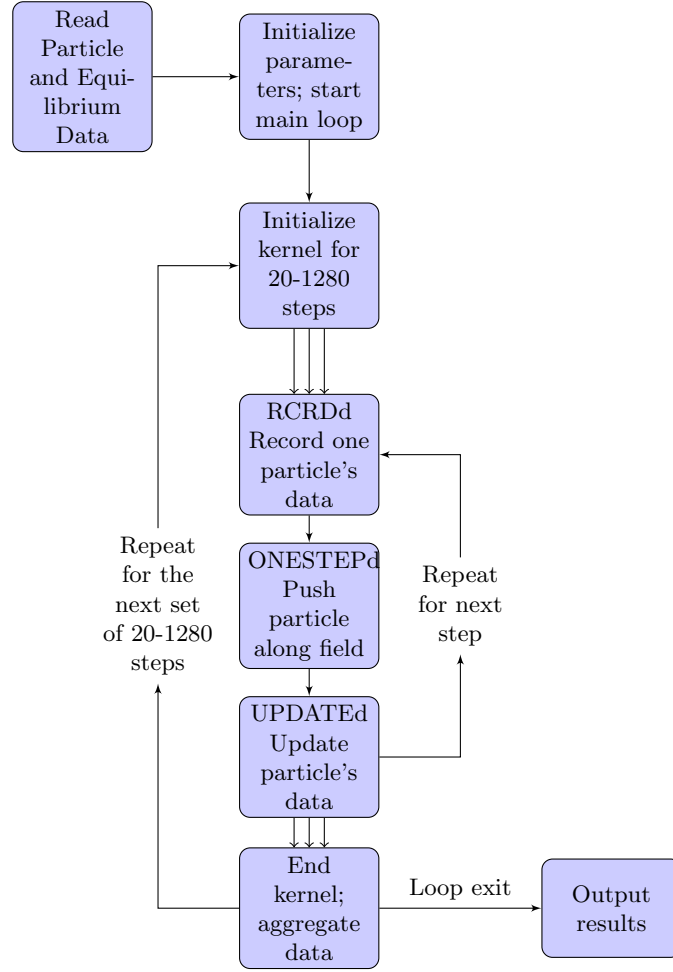 Read
Particle
and Equi-
librium
Data
Initialize
parame-
ters; start
main loop
Initialize
kernel for
20-1280
steps
RCRDd
Record one
particle's
data
ONESTEPd
Push
particle
along field
UPDATEd
Update
particle's
data
End
kernel;
aggregate
data
Repeat
for the
next set
of 20-1280
steps
Repeat
for next
step
Loop exit
Output
results